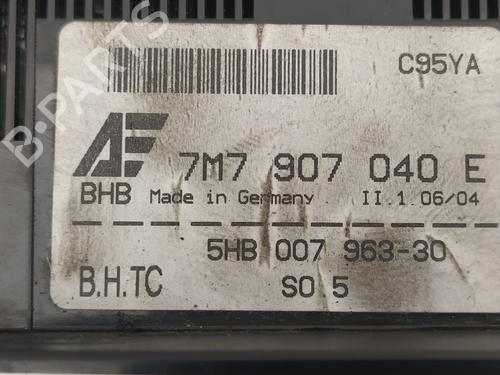 C95YA
AE
7M7 907 040 E
BHB Made in Germany II.1.06/04
5HB 007 963-30
B.H.TC SO 5
B-PARTS